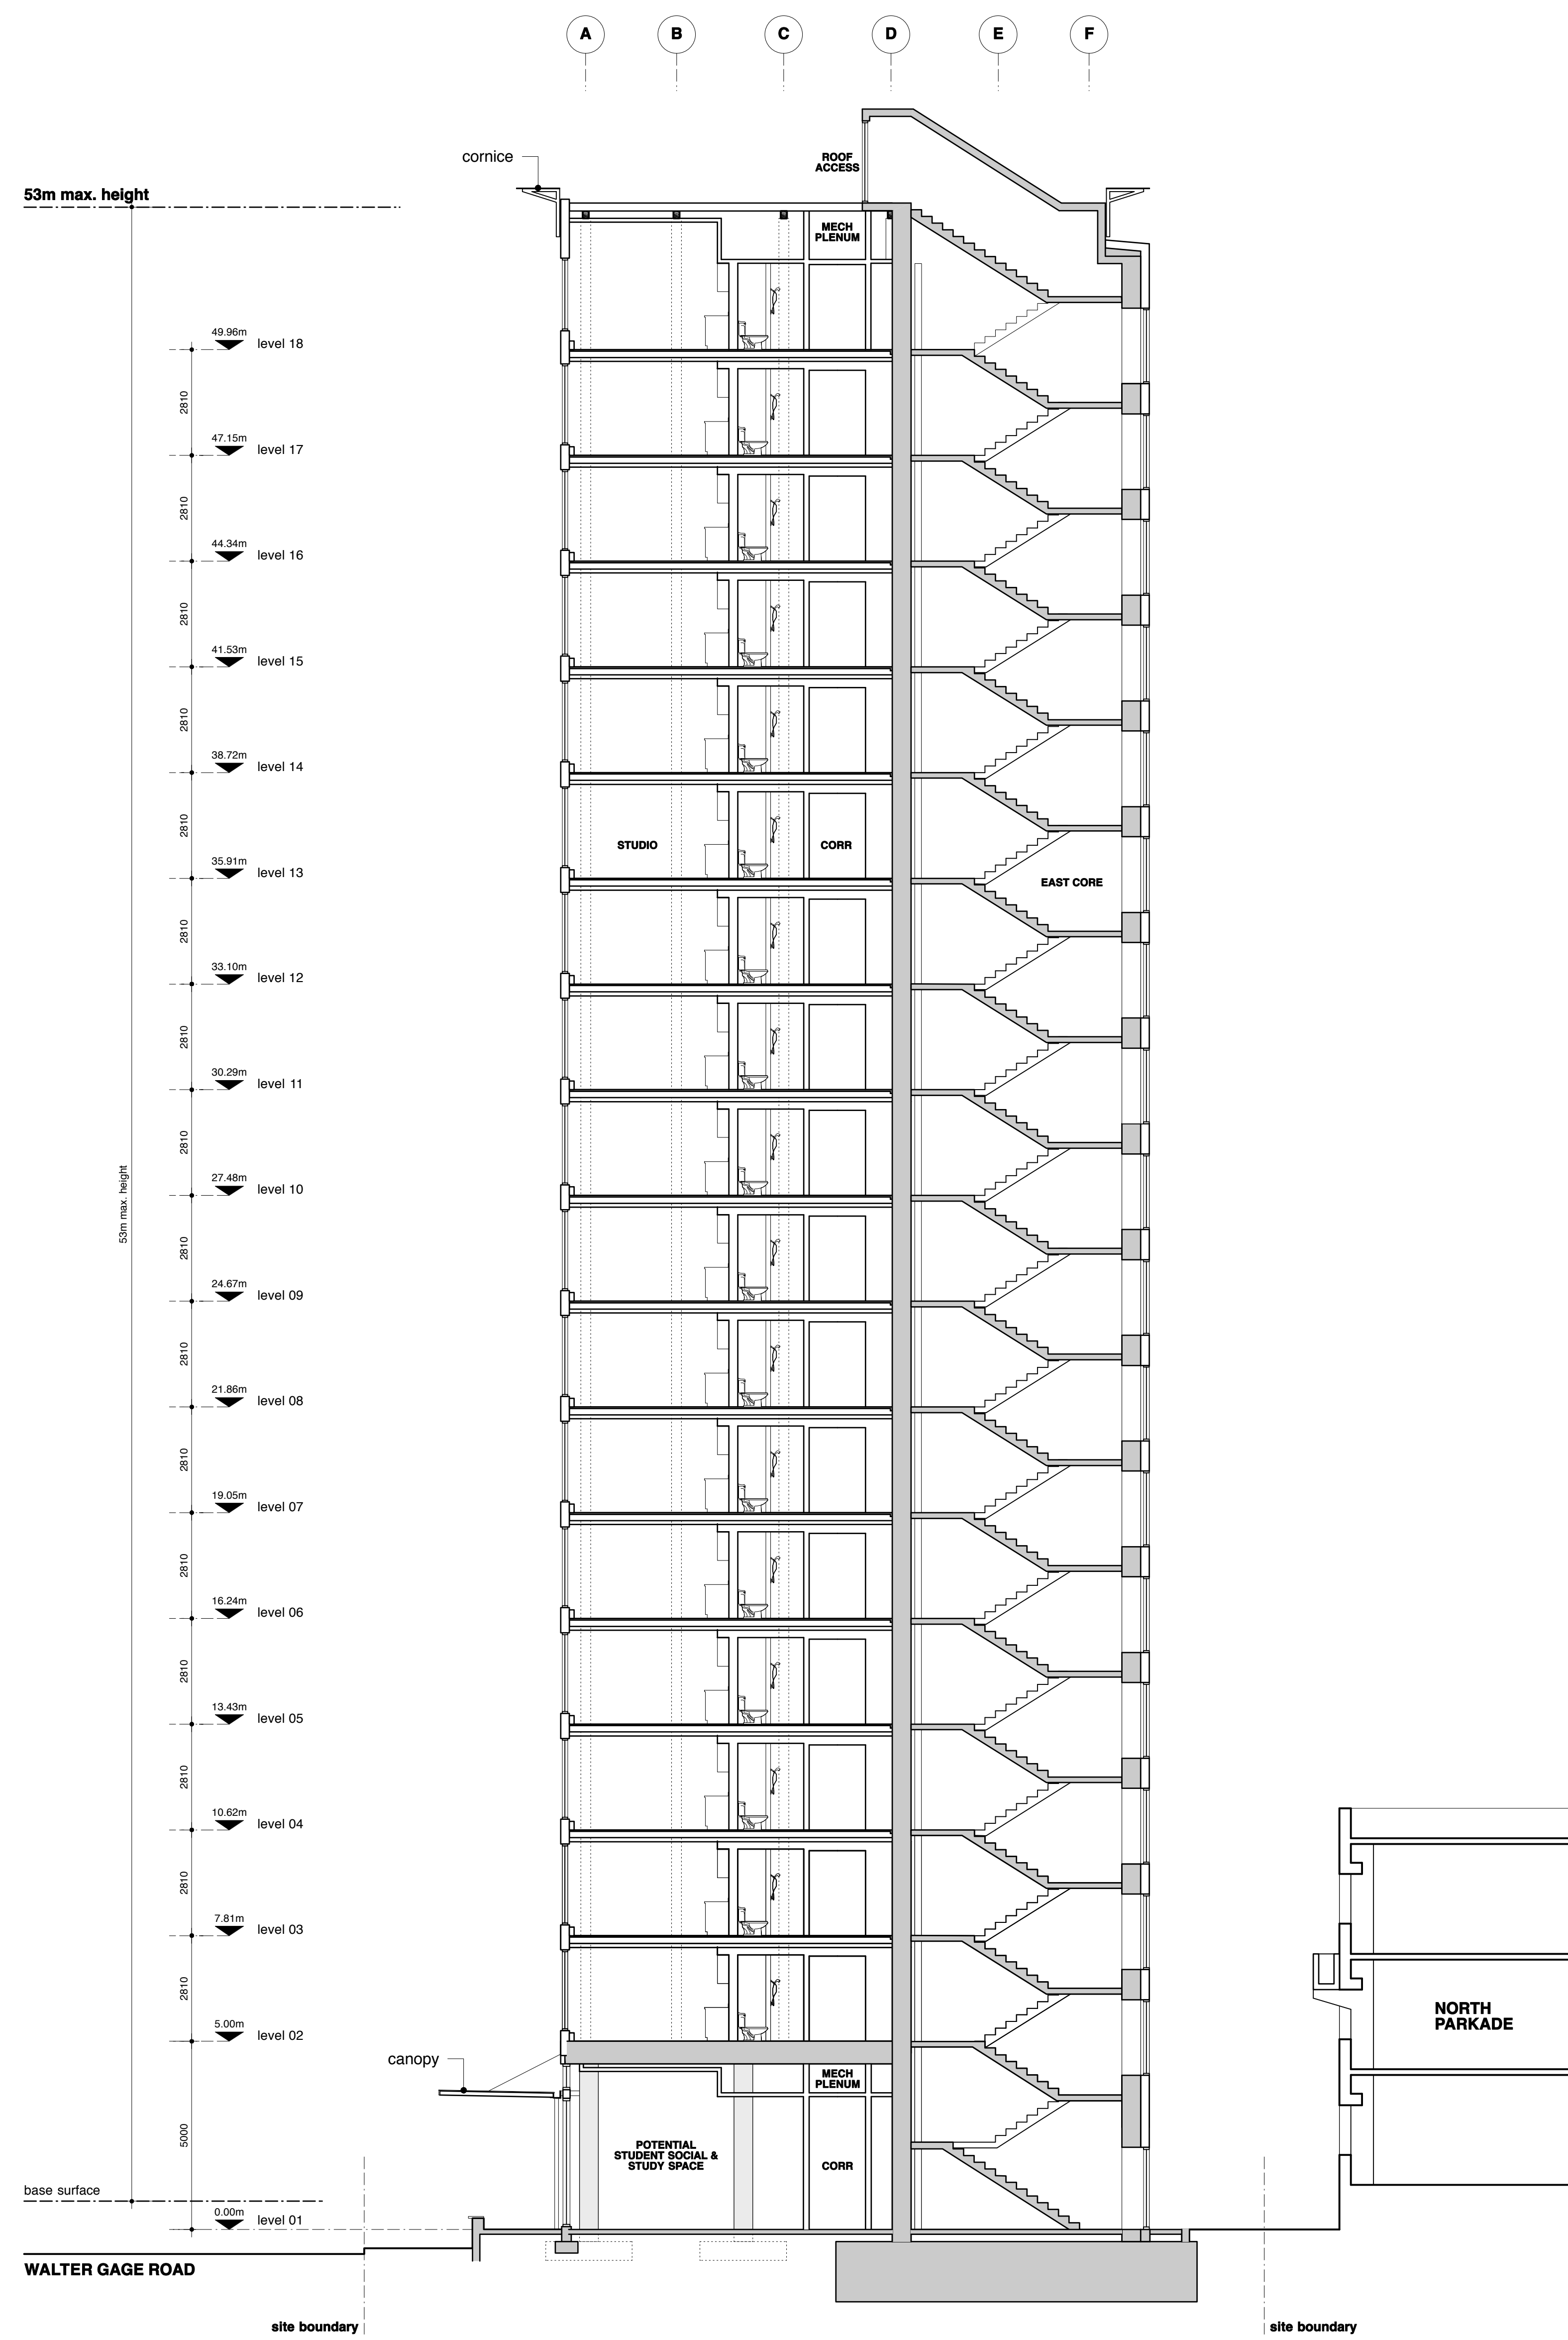 A B C D E F
cornice
ROOF
ACCESS
53m max. height
MECH
PLENUM
49.96m
level 18
2810
47.15m
level 17
2810
44.34m
level 16
2810
41.53m
level 15
2810
38.72m
level 14
2810
STUDIO
CORR
35.91m
level 13
EAST CORE
2810
33.10m
level 12
2810
30.29m
level 11
2810
27.48m
level 10
53m max. height
2810
24.67m
level 09
2810
21.86m
level 08
2810
19.05m
level 07
2810
16.24m
level 06
2810
13.43m
level 05
2810
10.62m
level 04
2810
7.81m
level 03
2810
NORTH
PARKADE
5.00m
level 02
canopy
MECH
PLENUM
5000
POTENTIAL
STUDENT SOCIAL &
STUDY SPACE
CORR
base surface
0.00m
level 01
WALTER GAGE ROAD
site boundary
site boundary